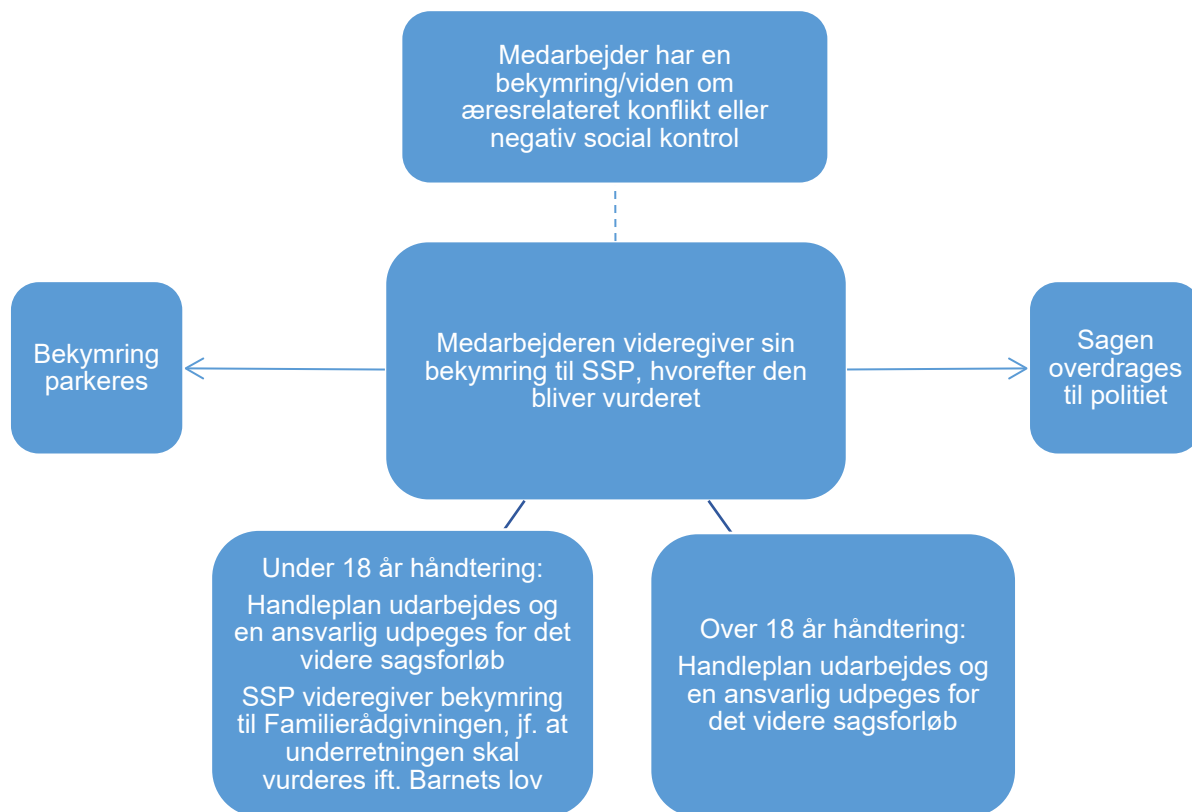 Medarbejder har en
bekymring/viden om
æresrelateret konflikt eller
negativ social kontrol
Bekymring
parkeres
Medarbejderen videregiver sin
bekymring til SSP, hvorefter den
bliver vurderet
Sagen
overdrages
til politiet
Under 18 år håndtering:
Handleplan udarbejdes og
en ansvarlig udpeges for det
videre sagsforløb
SSP videregiver bekymring
til Familierådgivningen, jf. at
underretningen skal
vurderes ift. Barnets lov
Over 18 år håndtering:
Handleplan udarbejdes og
en ansvarlig udpeges for
det videre sagsforløb